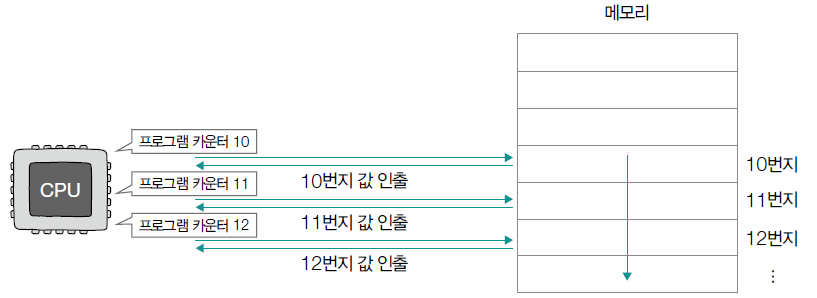 메모리
프로그램 카운터 10
10번지
10번지 값 인출
CPU
프로그램 카운터 11
11번지
11번지 값 인출
프로그램 카운터 12
12번지
12번지 값 인출
⋮